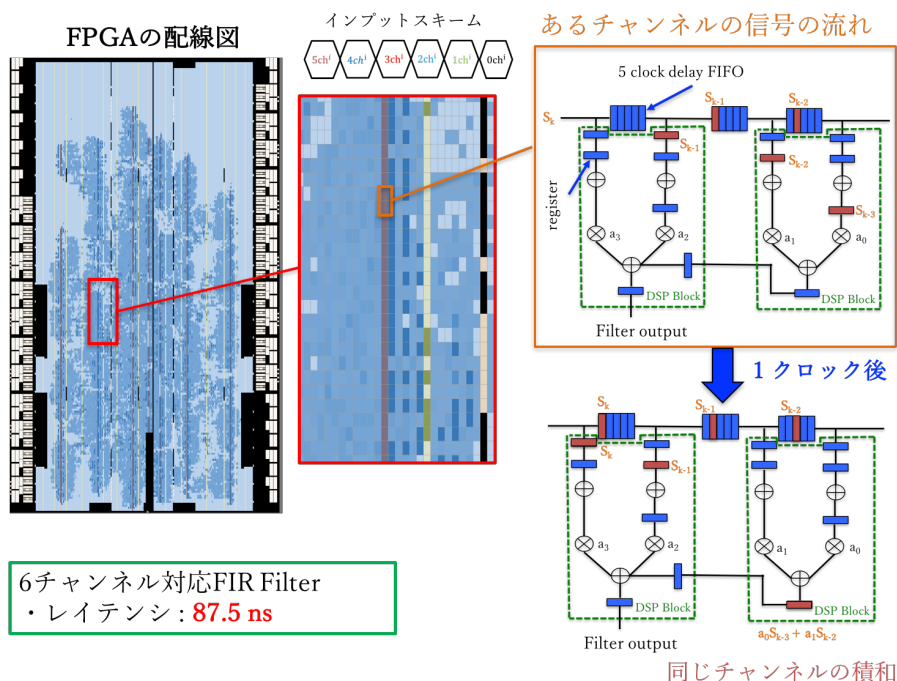 FPGAの配線図
インプットスキーム
5chⁱ 4chⁱ 3chⁱ 2chⁱ 1chⁱ 0chⁱ
あるチャンネルの信号の流れ
5 clock delay FIFO
Sₖ
Sₖ₋₁
Sₖ₋₂
Sₖ₋₁
Sₖ₋₂
register
Sₖ₋₃
a₃
a₂
a₁
a₀
DSP Block
DSP Block
Filter output
1クロック後
Sₖ
Sₖ₋₁
Sₖ₋₂
Sₖ
Sₖ₋₁
a₃
a₂
a₁
a₀
DSP Block
DSP Block
Filter output
a₀Sₖ₋₃ + a₁Sₖ₋₂
同じチャンネルの積和
6チャンネル対応FIR Filter
・レイテンシ : 87.5 ns